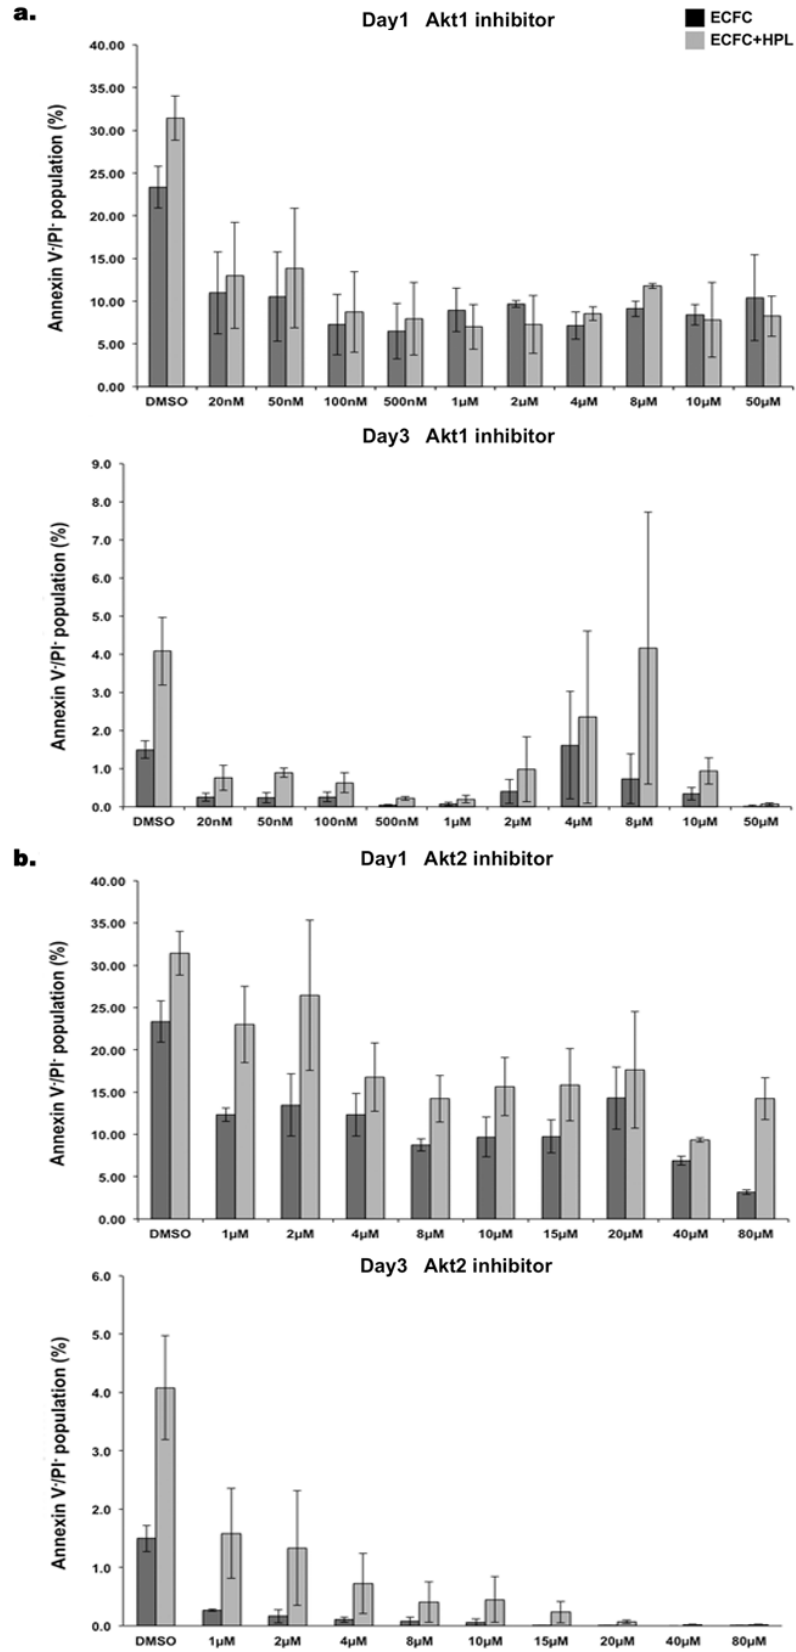 a.
Day1 Akt1 inhibitor
ECFC
ECFC+HPL
Annexin V⁻/PI⁻ population (%)
40.00
35.00
30.00
25.00
20.00
15.00
10.00
5.00
0.00
DMSO 20nM 50nM 100nM 500nM 1μM 2μM 4μM 8μM 10μM 50μM
Day3 Akt1 inhibitor
Annexin V⁻/PI⁻ population (%)
9.0
8.0
7.0
6.0
5.0
4.0
3.0
2.0
1.0
0.0
DMSO 20nM 50nM 100nM 500nM 1μM 2μM 4μM 8μM 10μM 50μM
b.
Day1 Akt2 inhibitor
Annexin V⁻/PI⁻ population (%)
40.00
35.00
30.00
25.00
20.00
15.00
10.00
5.00
0.00
DMSO 1μM 2μM 4μM 8μM 10μM 15μM 20μM 40μM 80μM
Day3 Akt2 inhibitor
Annexin V⁻/PI⁻ population (%)
6.0
5.0
4.0
3.0
2.0
1.0
0.0
DMSO 1μM 2μM 4μM 8μM 10μM 15μM 20μM 40μM 80μM